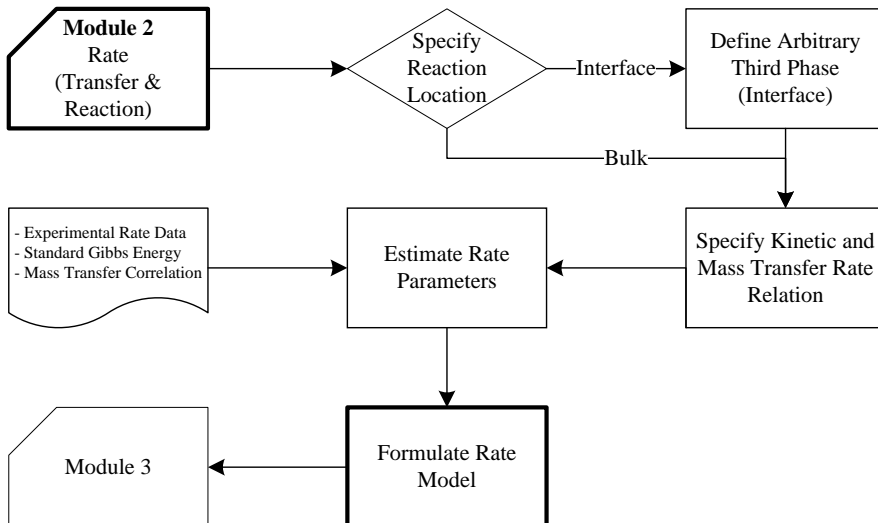 Module 2
Rate
(Transfer &
Reaction)
Specify
Reaction
Location
Interface
Define Arbitrary
Third Phase
(Interface)
Bulk
- Experimental Rate Data
- Standard Gibbs Energy
- Mass Transfer Correlation
Estimate Rate
Parameters
Specify Kinetic and
Mass Transfer Rate
Relation
Module 3
Formulate Rate
Model